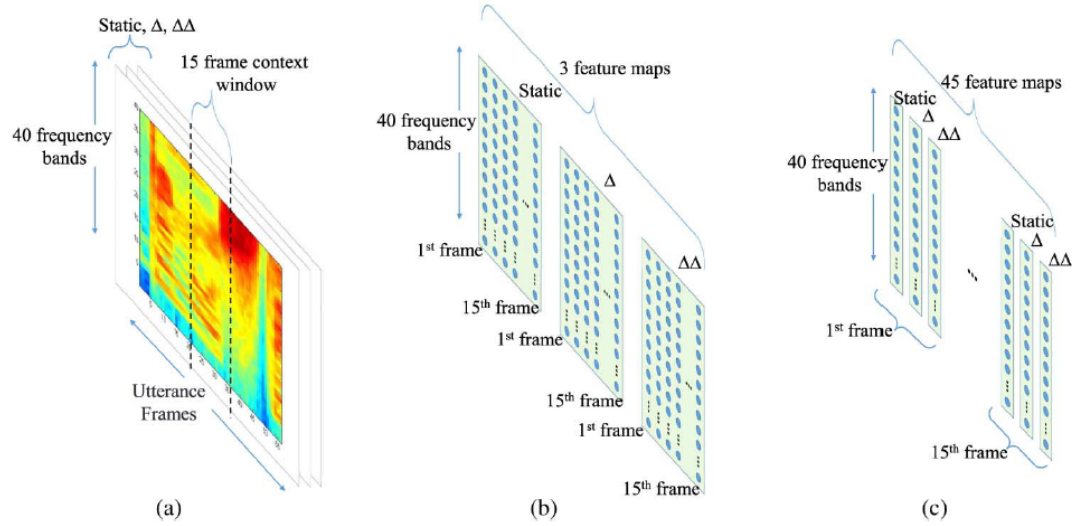 Static, Δ, ΔΔ
15 frame context
window
40 frequency
bands
Utterance
Frames
(a)
3 feature maps
Static
40 frequency
bands
Δ
1st frame
ΔΔ
15th frame
1st frame
15th frame
1st frame
15th frame
(b)
45 feature maps
Static
Δ
ΔΔ
40 frequency
bands
Static
Δ
ΔΔ
1st frame
15th frame
(c)